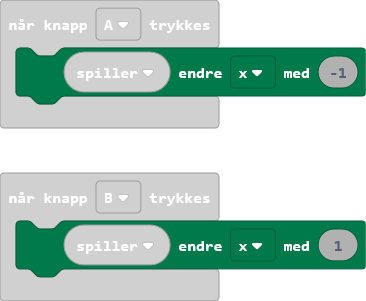 når knapp A trykkes
spiller endre x med -1
når knapp B trykkes
spiller endre x med 1